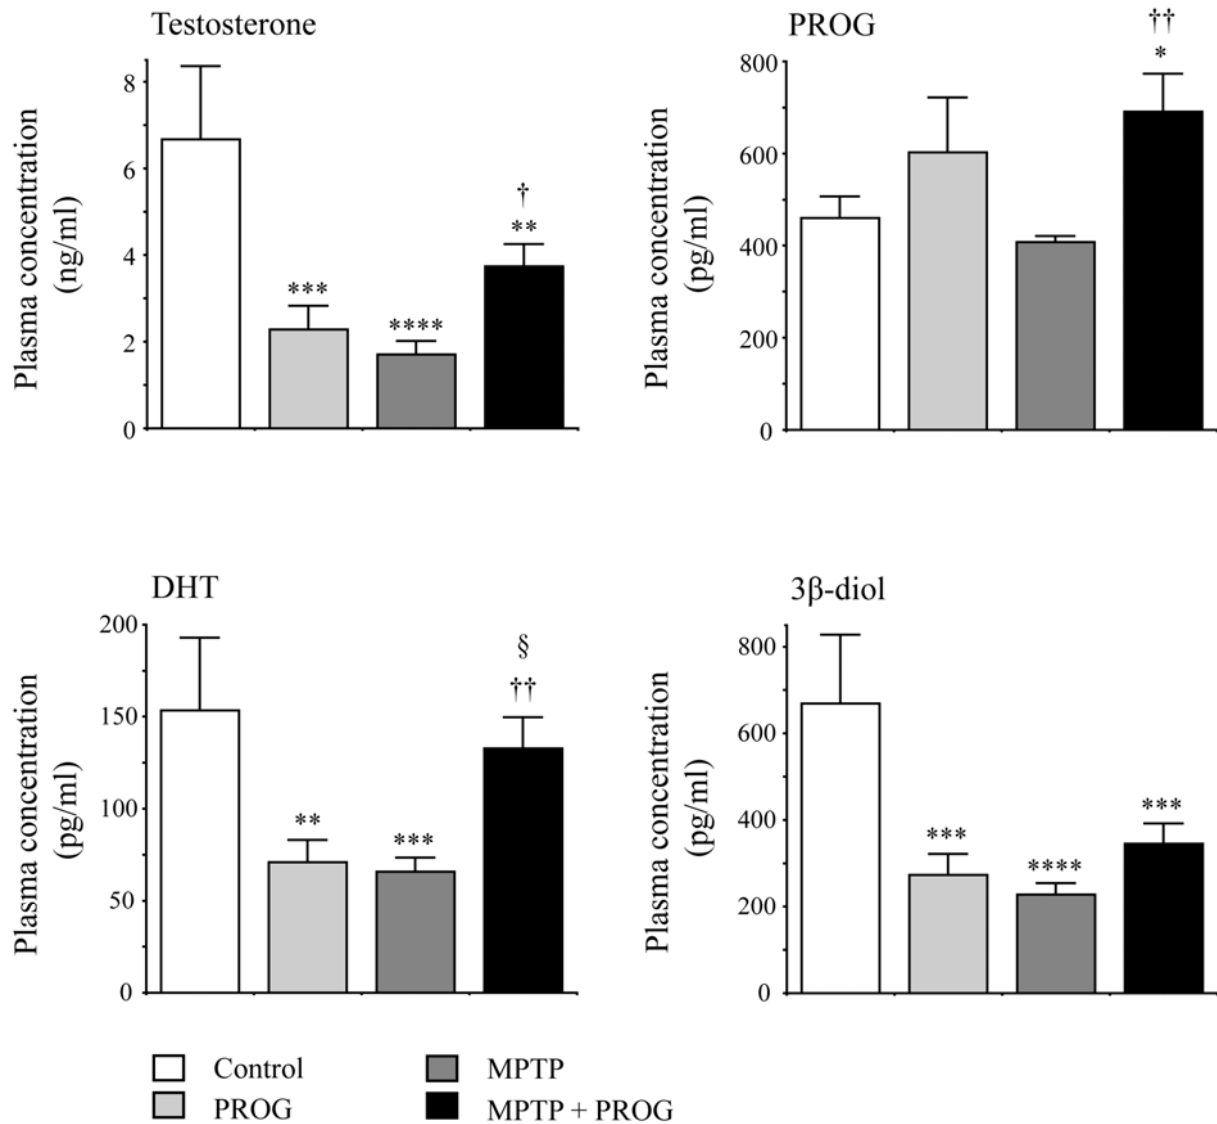 Testosterone
Plasma concentration
(ng/ml)
8
6
4
2
0
***
****
†
**
PROG
Plasma concentration
(pg/ml)
800
600
400
200
0
††
*
DHT
Plasma concentration
(pg/ml)
200
150
100
50
0
**
***
§
††
3β-diol
Plasma concentration
(pg/ml)
800
600
400
200
0
***
****
***
Control
PROG
MPTP
MPTP + PROG